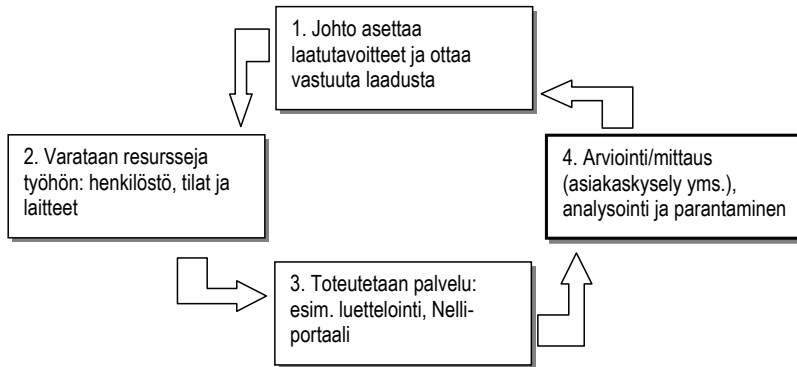 1. Johto asettaa
laatutavoitteet ja ottaa
vastuuta laadusta
2. Varataan resursseja
työhön: henkilöstö, tilat ja
laitteet
3. Toteutetaan palvelu:
esim. luettelointi, Nelli-
portaali
4. Arviointi/mittaus
(asiakaskysely yms.),
analysointi ja parantaminen